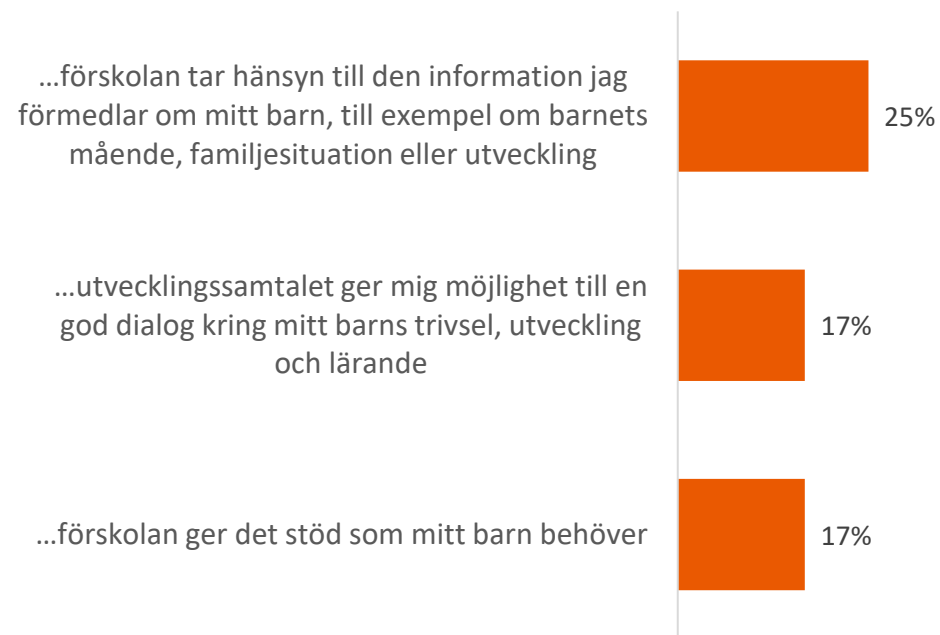 ...förskolan tar hänsyn till den information jag
förmedlar om mitt barn, till exempel om barnets
mående, familjesituation eller utveckling
25%
...utvecklingssamtalet ger mig möjlighet till en
god dialog kring mitt barns trivsel, utveckling
och lärande
17%
...förskolan ger det stöd som mitt barn behöver
17%